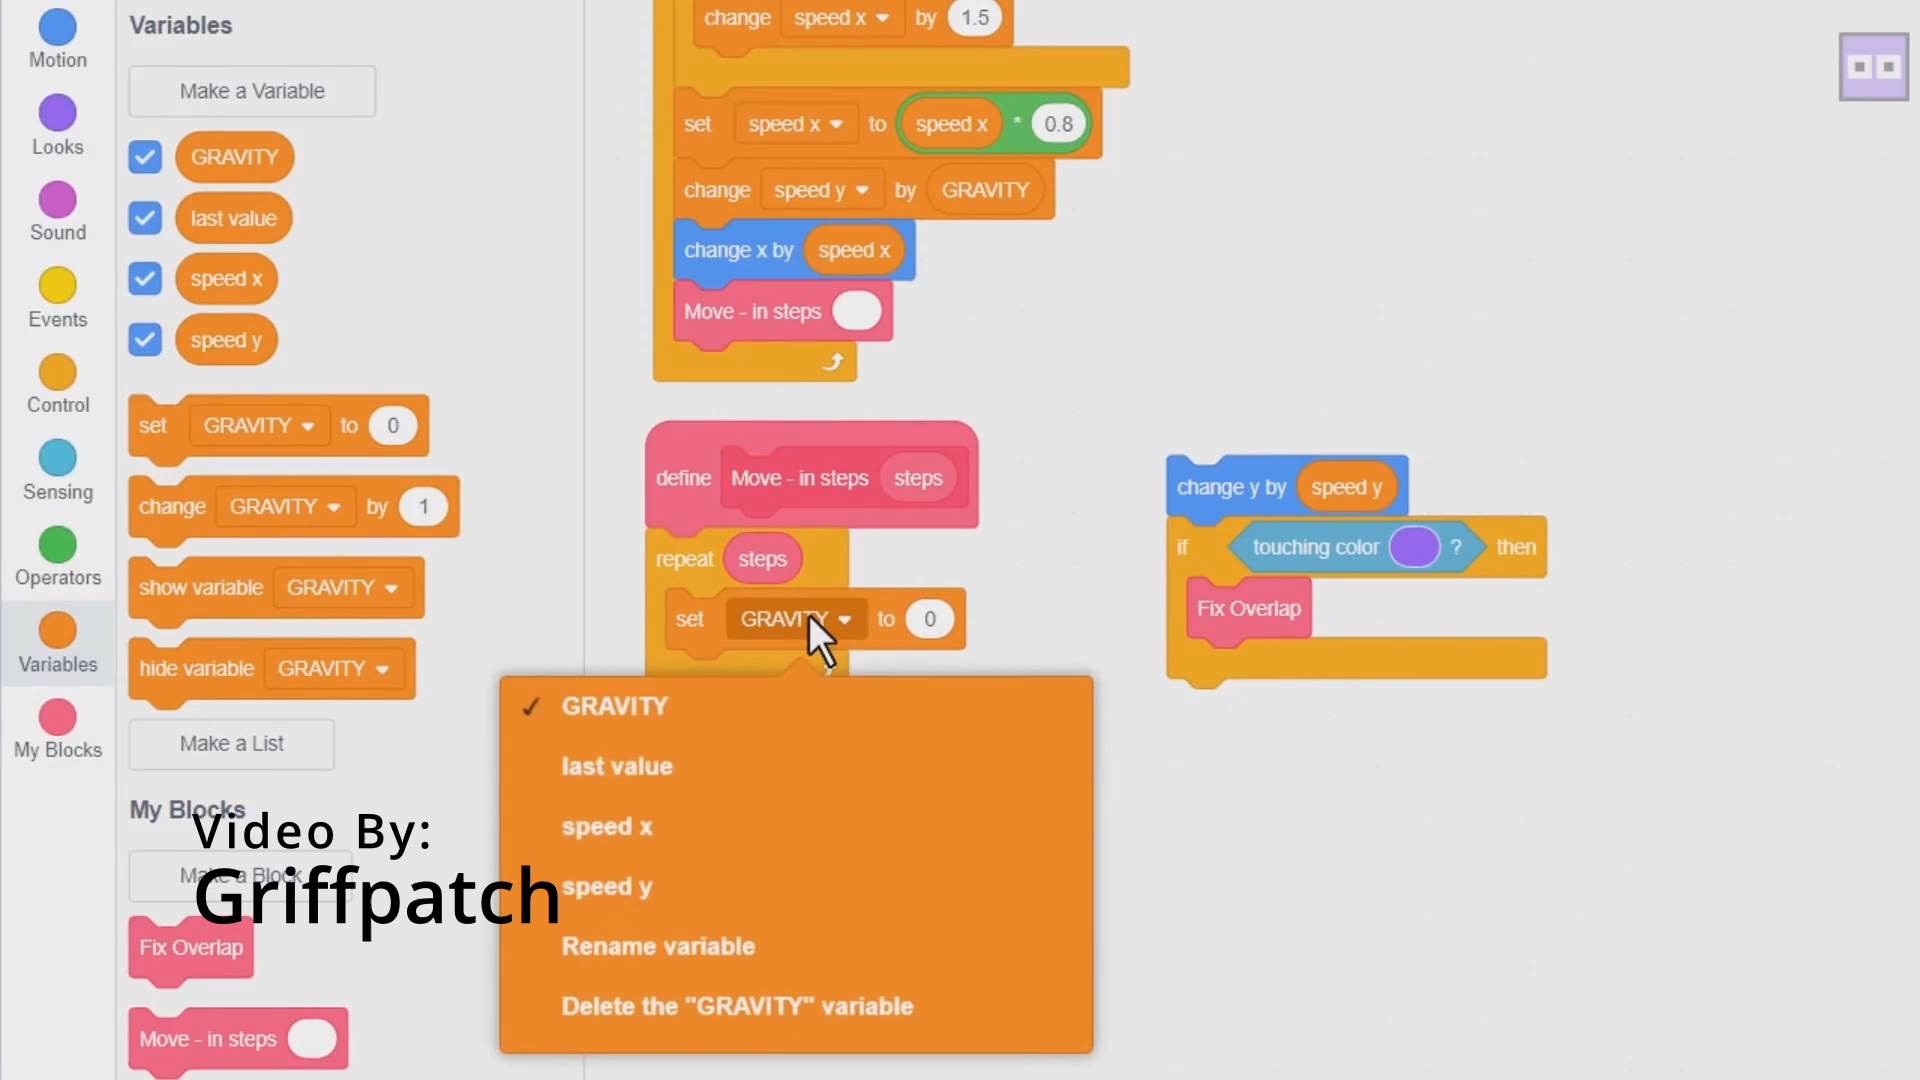 Motion
Looks
Sound
Events
Control
Sensing
Operators
Variables
My Blocks
Variables
Make a Variable
GRAVITY
last value
speed x
speed y
set GRAVITY to 0
change GRAVITY by 1
show variable GRAVITY
hide variable GRAVITY
Make a List
My Blocks
Make a Block
Fix Overlap
Move - in steps
Video By:
Griffpatch
change speed x by 1.5
set speed x to speed x * 0.8
change speed y by GRAVITY
change x by speed x
Move - in steps
define Move - in steps steps
repeat steps
set GRAVITY to 0
✓ GRAVITY
last value
speed x
speed y
Rename variable
Delete the "GRAVITY" variable
change y by speed y
if touching color ? then
Fix Overlap